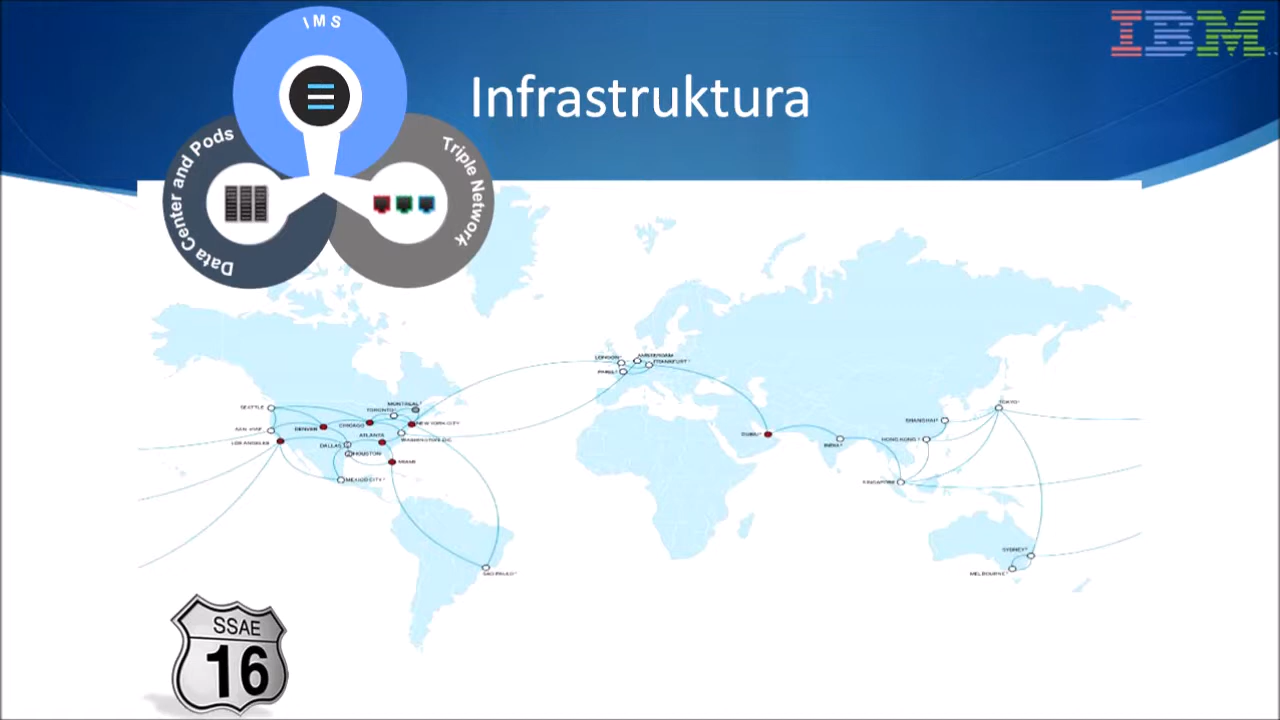 IMS
IBM
Infrastruktura
Data Center and Pods
Triple Network
LONDON*
AMSTERDAM
FRANKFURT*
PARIS*
MONTREAL*
TORONTO*
SEATTLE
NEW YORK CITY
SAN JOSE
DENVER
CHICAGO
ATLANTA
WASHINGTON D.C.
LOS ANGELES
DALLAS
HOUSTON
MIAMI
MEXICO CITY*
SAO PAULO*
DUBAI*
INDIA*
TOKYO*
SHANGHAI*
HONG KONG*
SINGAPORE
SYDNEY*
MELBOURNE*
SSAE
16